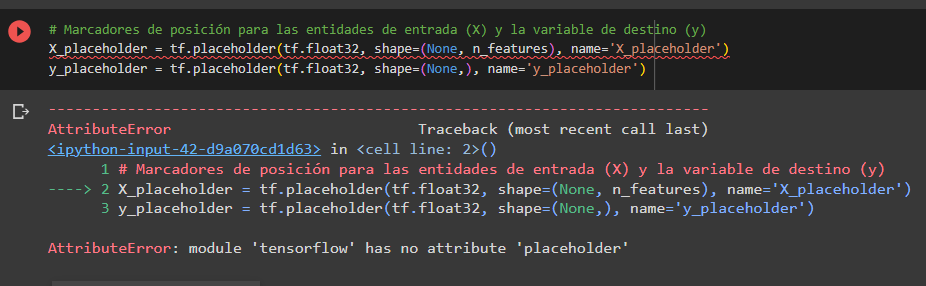 # Marcadores de posición para las entidades de entrada (X) y la variable de destino (y)
X_placeholder = tf.placeholder(tf.float32, shape=(None, n_features), name='X_placeholder')
y_placeholder = tf.placeholder(tf.float32, shape=(None,), name='y_placeholder')
---------------------------------------------------------------------------
AttributeError                            Traceback (most recent call last)
<ipython-input-42-d9a070cd1d63> in <cell line: 2>()
      1 # Marcadores de posición para las entidades de entrada (X) y la variable de destino (y)
----> 2 X_placeholder = tf.placeholder(tf.float32, shape=(None, n_features), name='X_placeholder')
      3 y_placeholder = tf.placeholder(tf.float32, shape=(None,), name='y_placeholder')
AttributeError: module 'tensorflow' has no attribute 'placeholder'